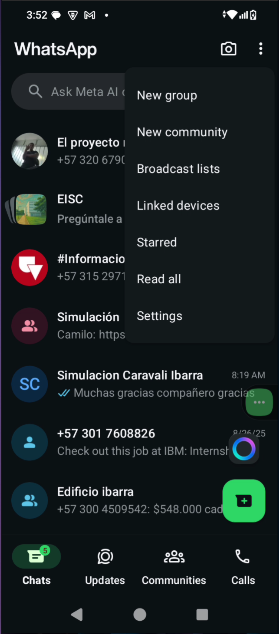 3:52
WhatsApp
Ask Meta AI o
New group
New community
Broadcast lists
Linked devices
Starred
Read all
Settings
El proyecto
+57 320 6790
EISC
Pregúntale a
#Informacio
+57 315 2971
Simulación
Camilo: https
SC
Simulacion Caravali Ibarra
8:19 AM
Muchas gracias compañero gracias
+57 301 7608826
8/26/25
Check out this job at IBM: Internsh
Edificio ibarra
+57 300 4509542: $548.000 cad
5
Chats
Updates
Communities
Calls